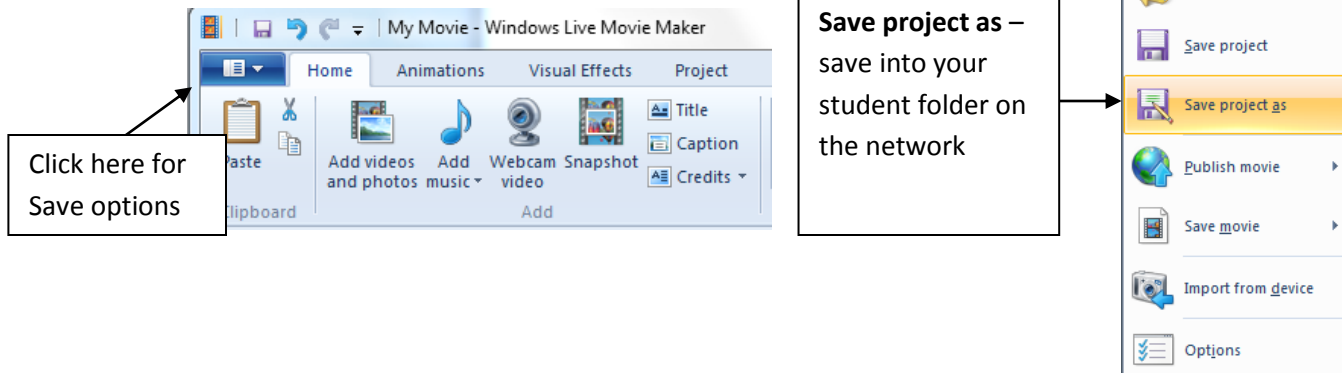 My Movie - Windows Live Movie Maker
Home Animations Visual Effects Project
Paste
Clipboard
Add videos
and photos
Add
music
Webcam
video
Snapshot
Title
Caption
Credits
Add
Click here for
Save options
Save project as –
save into your
student folder on
the network
Save project
Save project as
Publish movie
Save movie
Import from device
Options